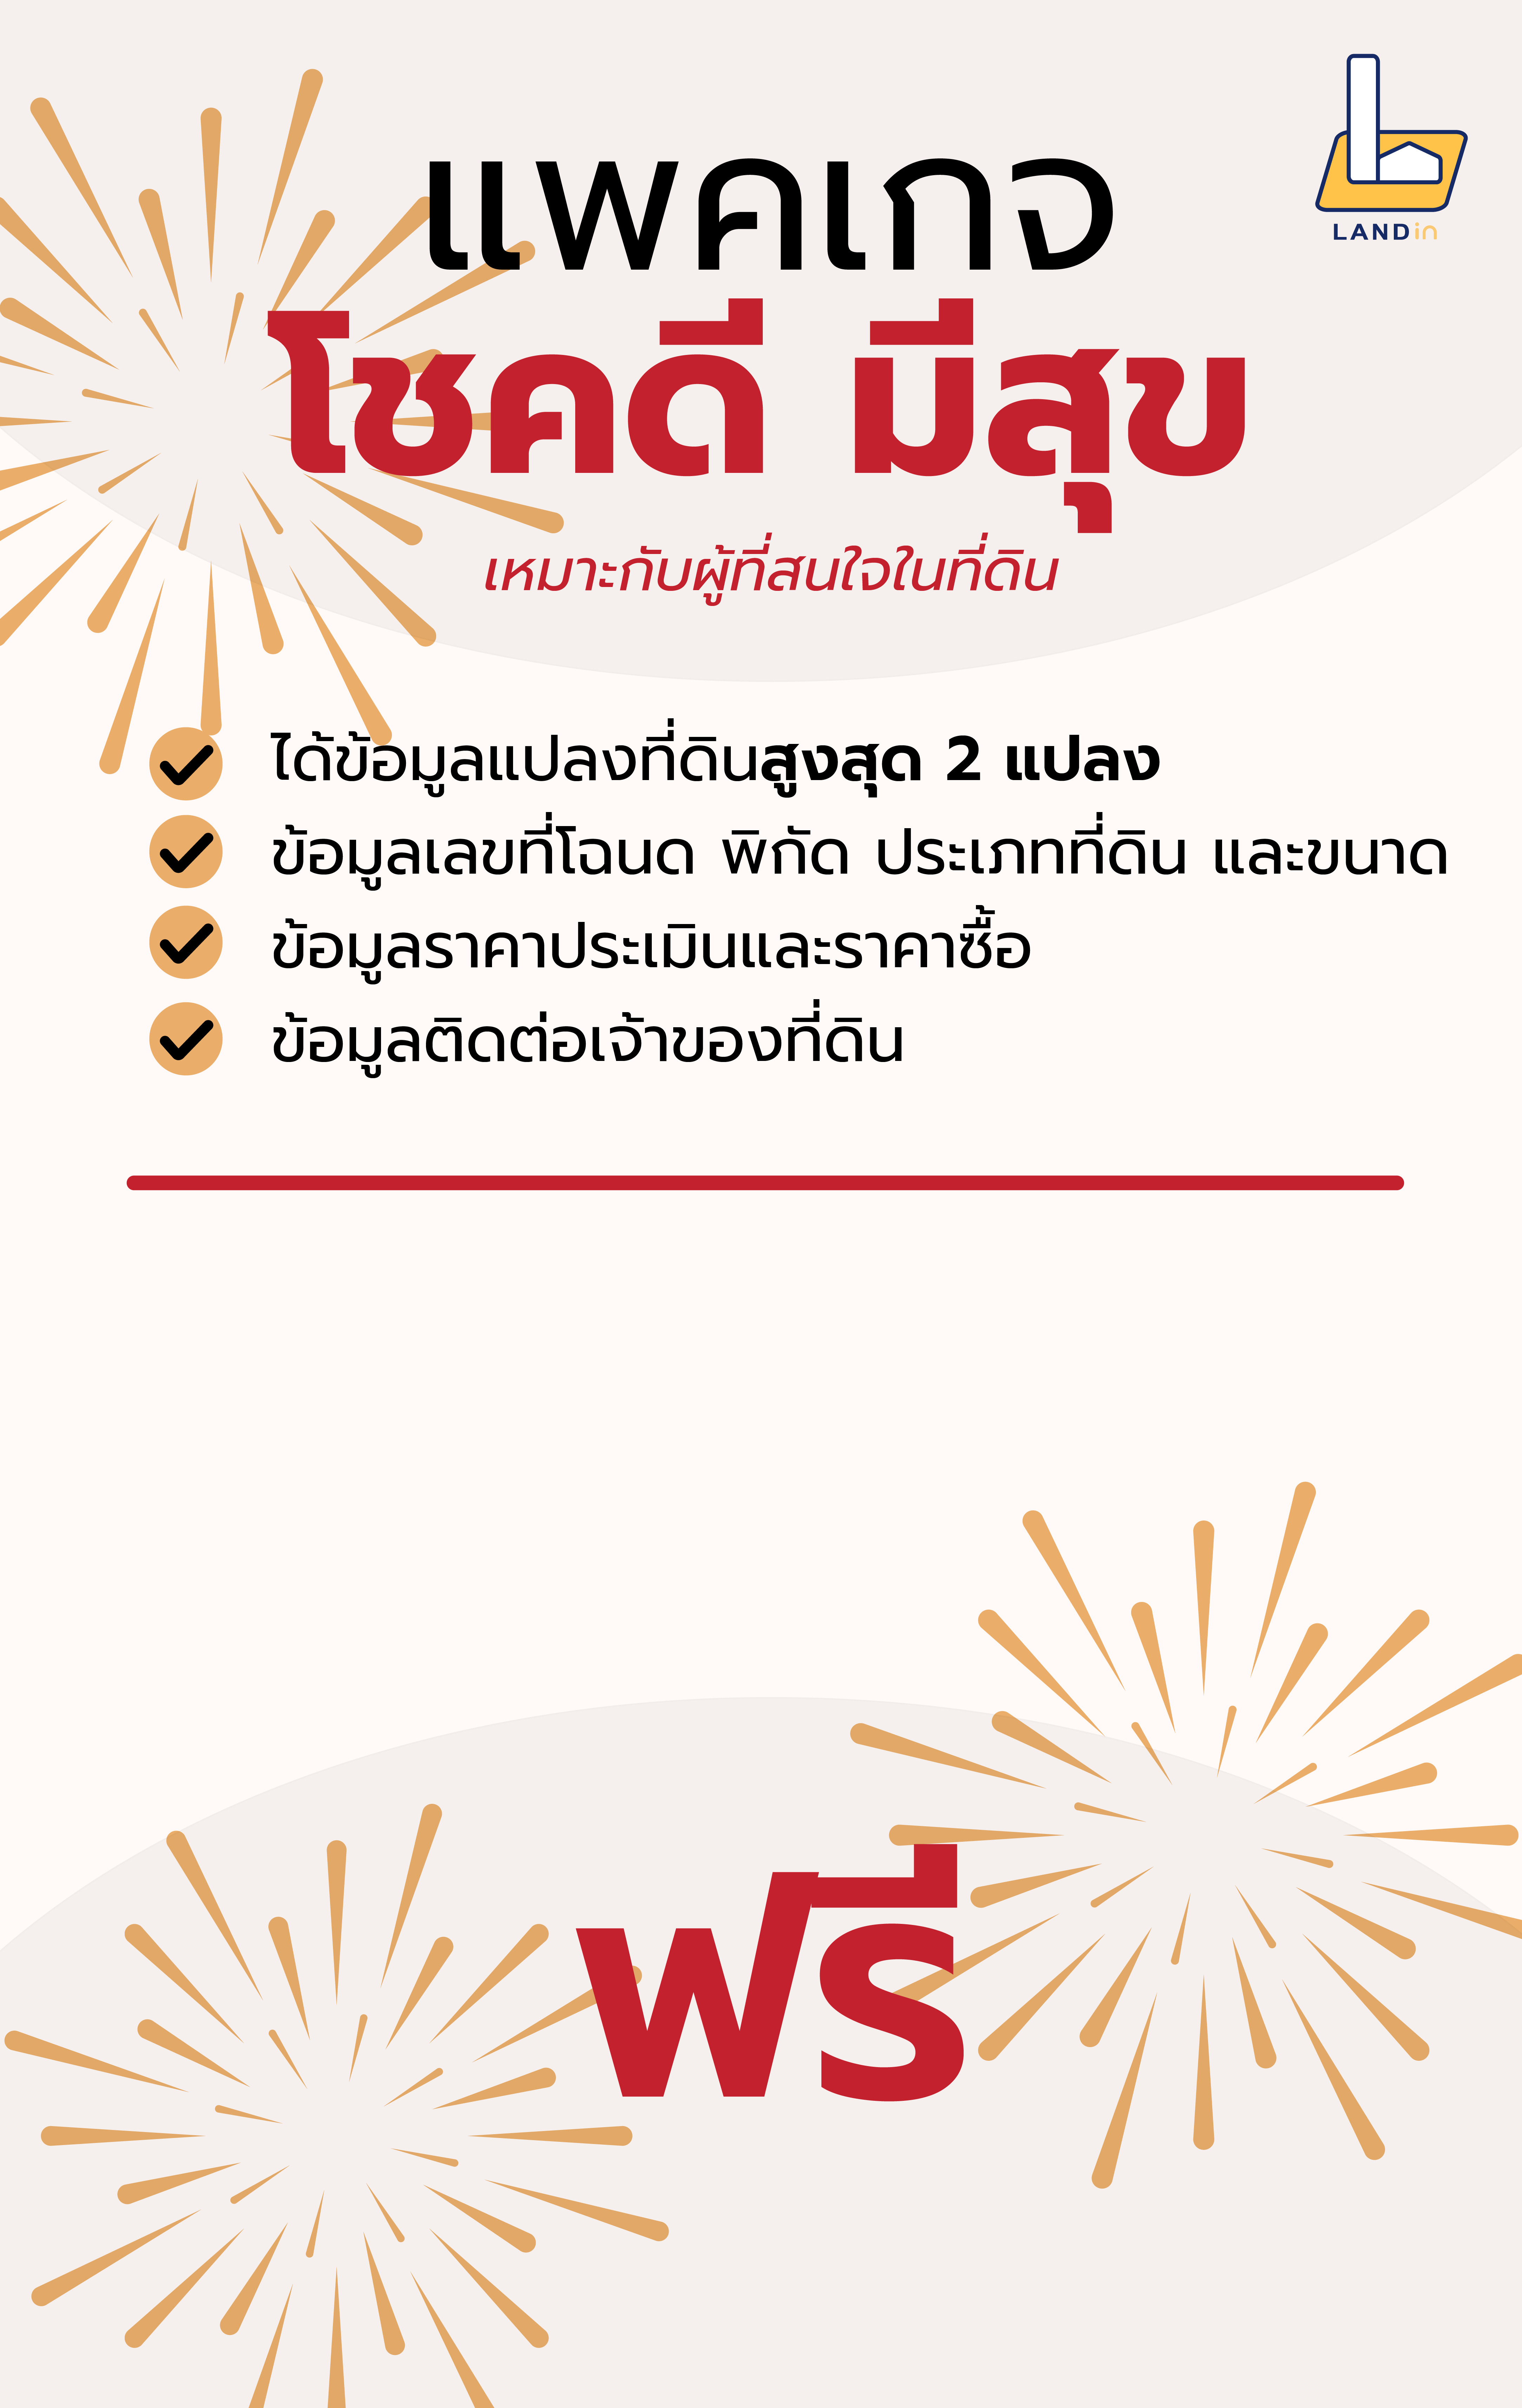 LANDin
แพคเกจ
โชคดี มีสุข
เหมาะกับผู้ที่สนใจในที่ดิน
ได้ข้อมูลแปลงที่ดินสูงสุด 2 แปลง
ข้อมูลเลขที่โฉนด พิกัด ประเภทที่ดิน และขนาด
ข้อมูลราคาประเมินและราคาซื้อ
ข้อมูลติดต่อเจ้าของที่ดิน
ฟรี่